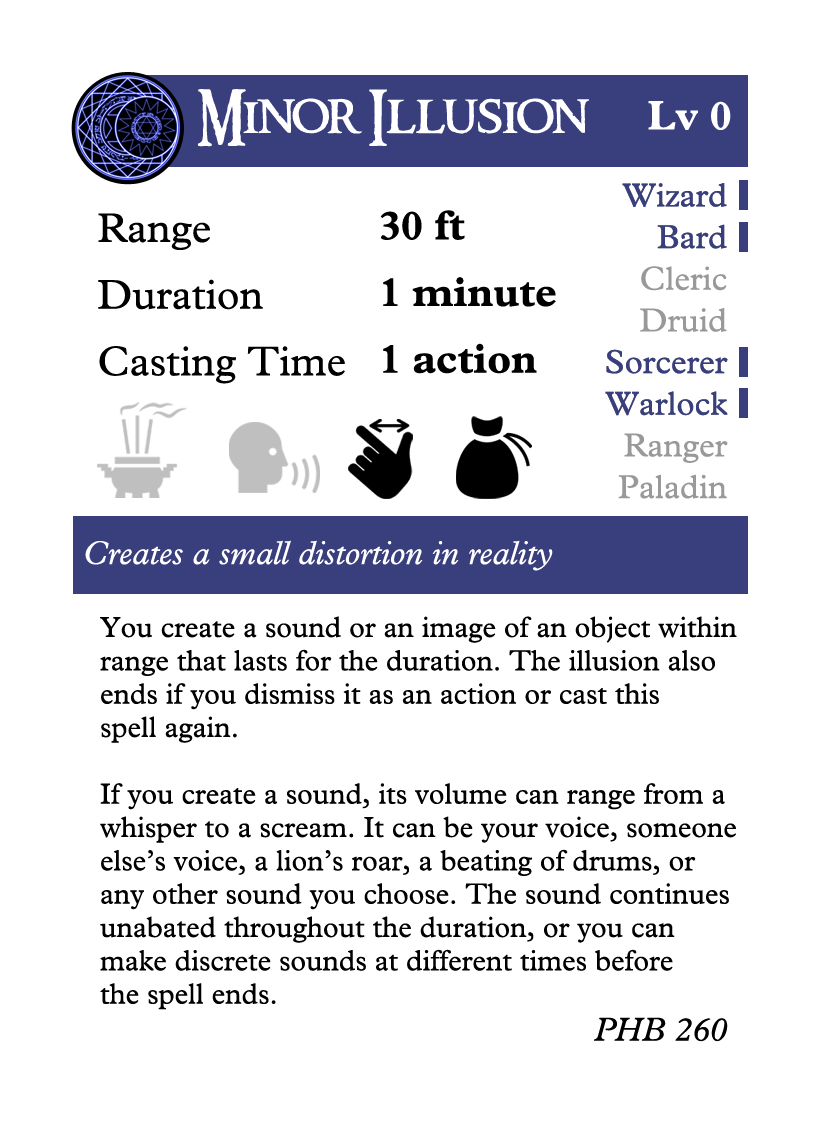 Minor Illusion Lv 0
Range 30 ft
Duration 1 minute
Casting Time 1 action
Wizard
Bard
Cleric
Druid
Sorcerer
Warlock
Ranger
Paladin
Creates a small distortion in reality
You create a sound or an image of an object within
range that lasts for the duration. The illusion also
ends if you dismiss it as an action or cast this
spell again.
If you create a sound, its volume can range from a
whisper to a scream. It can be your voice, someone
else’s voice, a lion’s roar, a beating of drums, or
any other sound you choose. The sound continues
unabated throughout the duration, or you can
make discrete sounds at different times before
the spell ends.
PHB 260